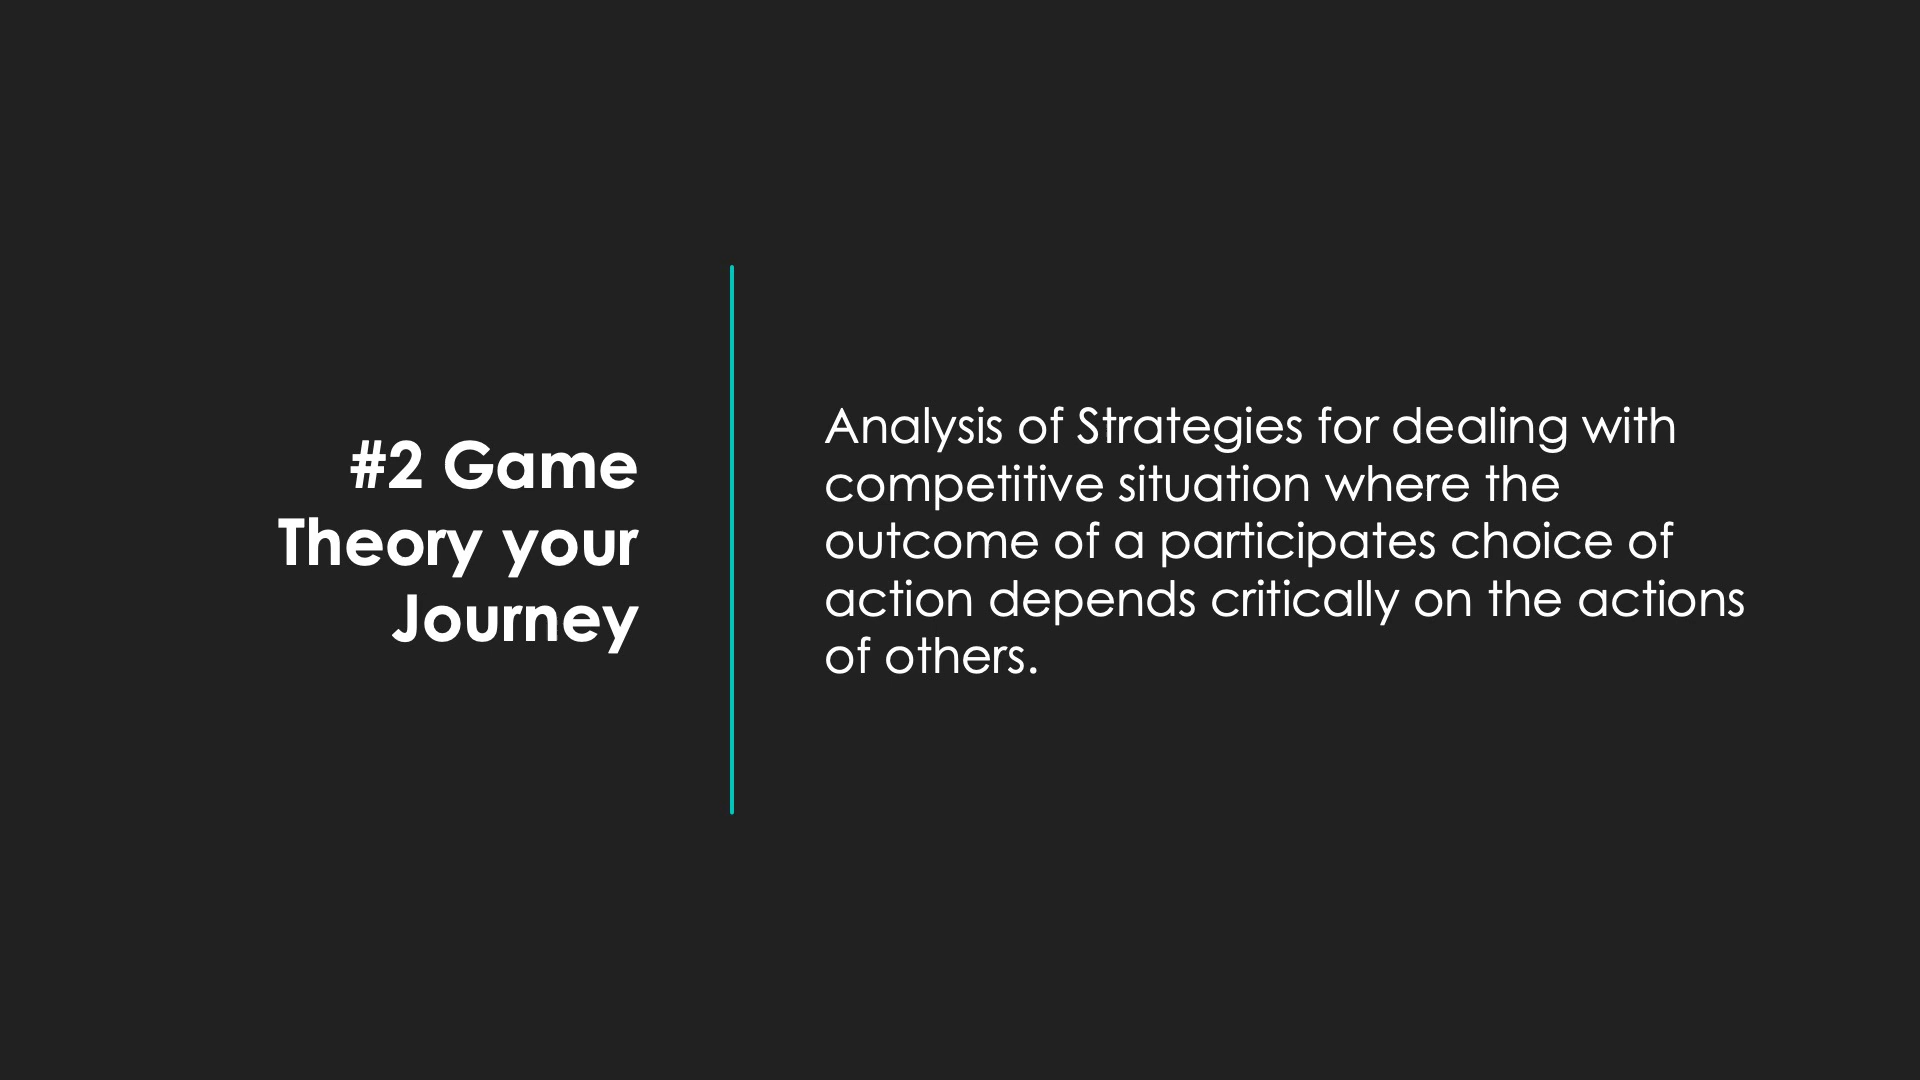 #2 Game
Theory your
Journey
Analysis of Strategies for dealing with
competitive situation where the
outcome of a participates choice of
action depends critically on the actions
of others.